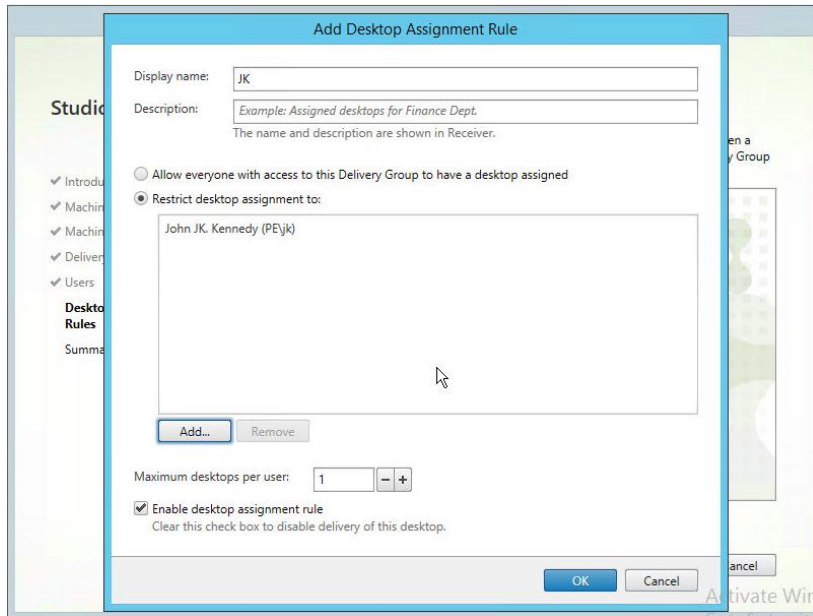 Add Desktop Assignment Rule
Display name:
JK
Description:
Example: Assigned desktops for Finance Dept.
The name and description are shown in Receiver.
Allow everyone with access to this Delivery Group to have a desktop assigned
Restrict desktop assignment to:
John JK. Kennedy (PE\jk)
Add...
Remove
Maximum desktops per user:
1
− +
Enable desktop assignment rule
Clear this check box to disable delivery of this desktop.
OK
Cancel
Studio
Introdu
Machin
Machin
Deliver
Users
Deskto
Rules
Summa
en a
y Group
ancel
Activate Win